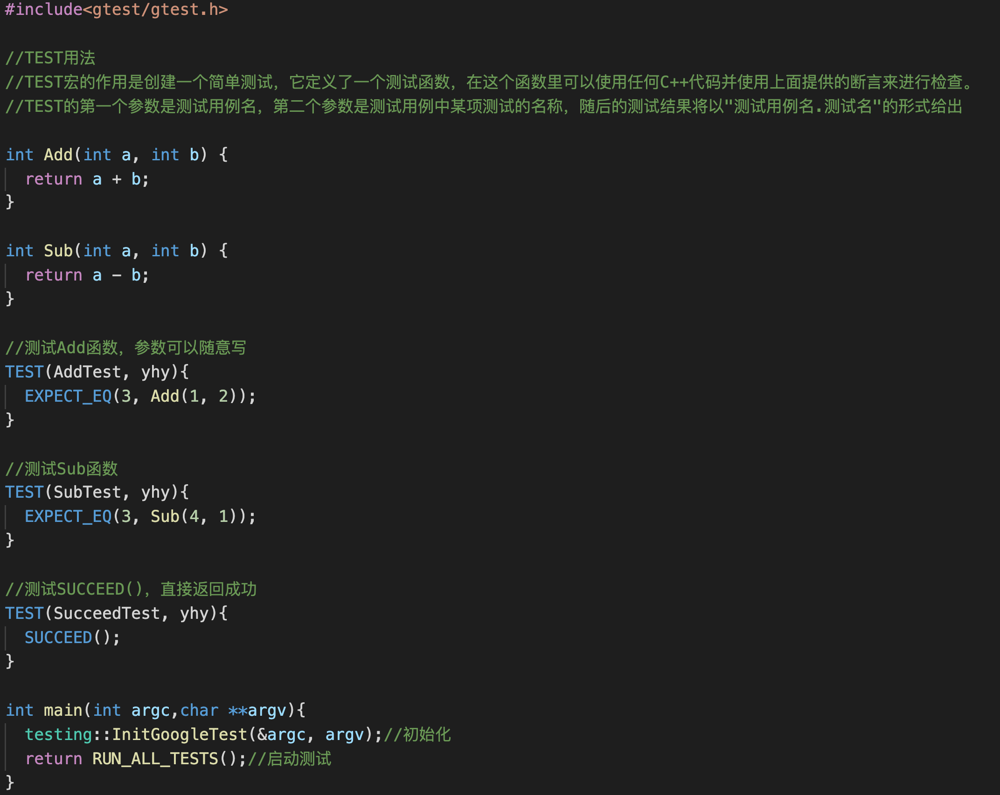 #include<gtest/gtest.h>
//TEST用法
//TEST宏的作用是创建一个简单测试，它定义了一个测试函数，在这个函数里可以使用任何C++代码并使用上面提供的断言来进行检查。
//TEST的第一个参数是测试用例名，第二个参数是测试用例中某项测试的名称，随后的测试结果将以"测试用例名.测试名"的形式给出
int Add(int a, int b) {
  return a + b;
}
int Sub(int a, int b) {
  return a - b;
}
//测试Add函数，参数可以随意写
TEST(AddTest, yhy){
  EXPECT_EQ(3, Add(1, 2));
}
//测试Sub函数
TEST(SubTest, yhy){
  EXPECT_EQ(3, Sub(4, 1));
}
//测试SUCCEED()，直接返回成功
TEST(SucceedTest, yhy){
  SUCCEED();
}
int main(int argc,char **argv){
  testing::InitGoogleTest(&argc, argv);//初始化
  return RUN_ALL_TESTS();//启动测试
}